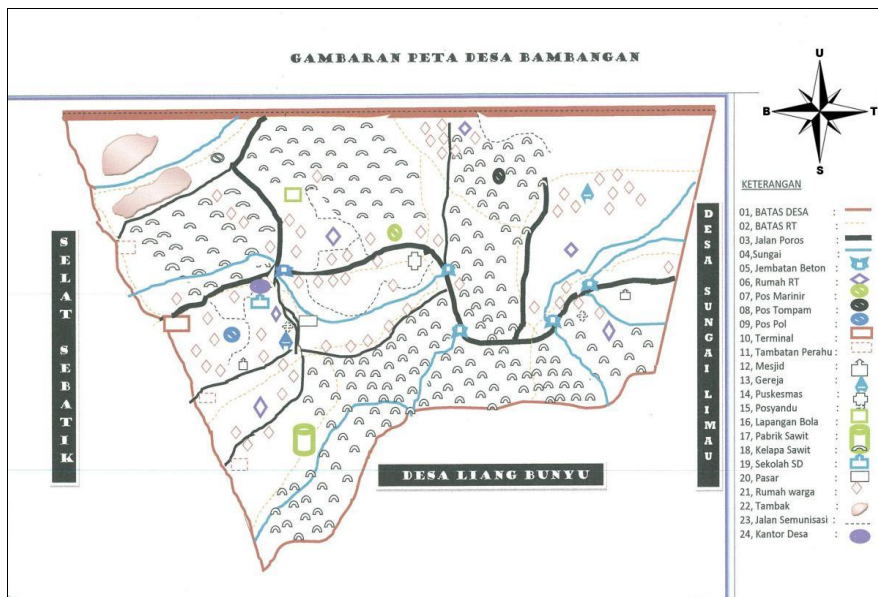 GAMBARAN PETA DESA BAMBANGAN
U
B
T
S
SELAT SEBATIK
DESA SUNGAI LIMAU
DESA LIANG BUNYU
KETERANGAN
01, BATAS DESA :
02, BATAS RT :
03, Jalan Poros :
04,Sungai :
05, Jembatan Beton :
06, Rumah RT :
07, Pos Marinir :
08, Pos Tompam :
09, Pos Pol :
10, Terminal :
11, Tambatan Perahu :
12, Mesjid :
13, Gereja :
14, Puskesmas :
15, Posyandu :
16, Lapangan Bola :
17, Pabrik Sawit :
18, Kelapa Sawit :
19, Sekolah SD :
20, Pasar :
21, Rumah warga :
22, Tambak :
23, Jalan Semunisasi :
24, Kantor Desa :